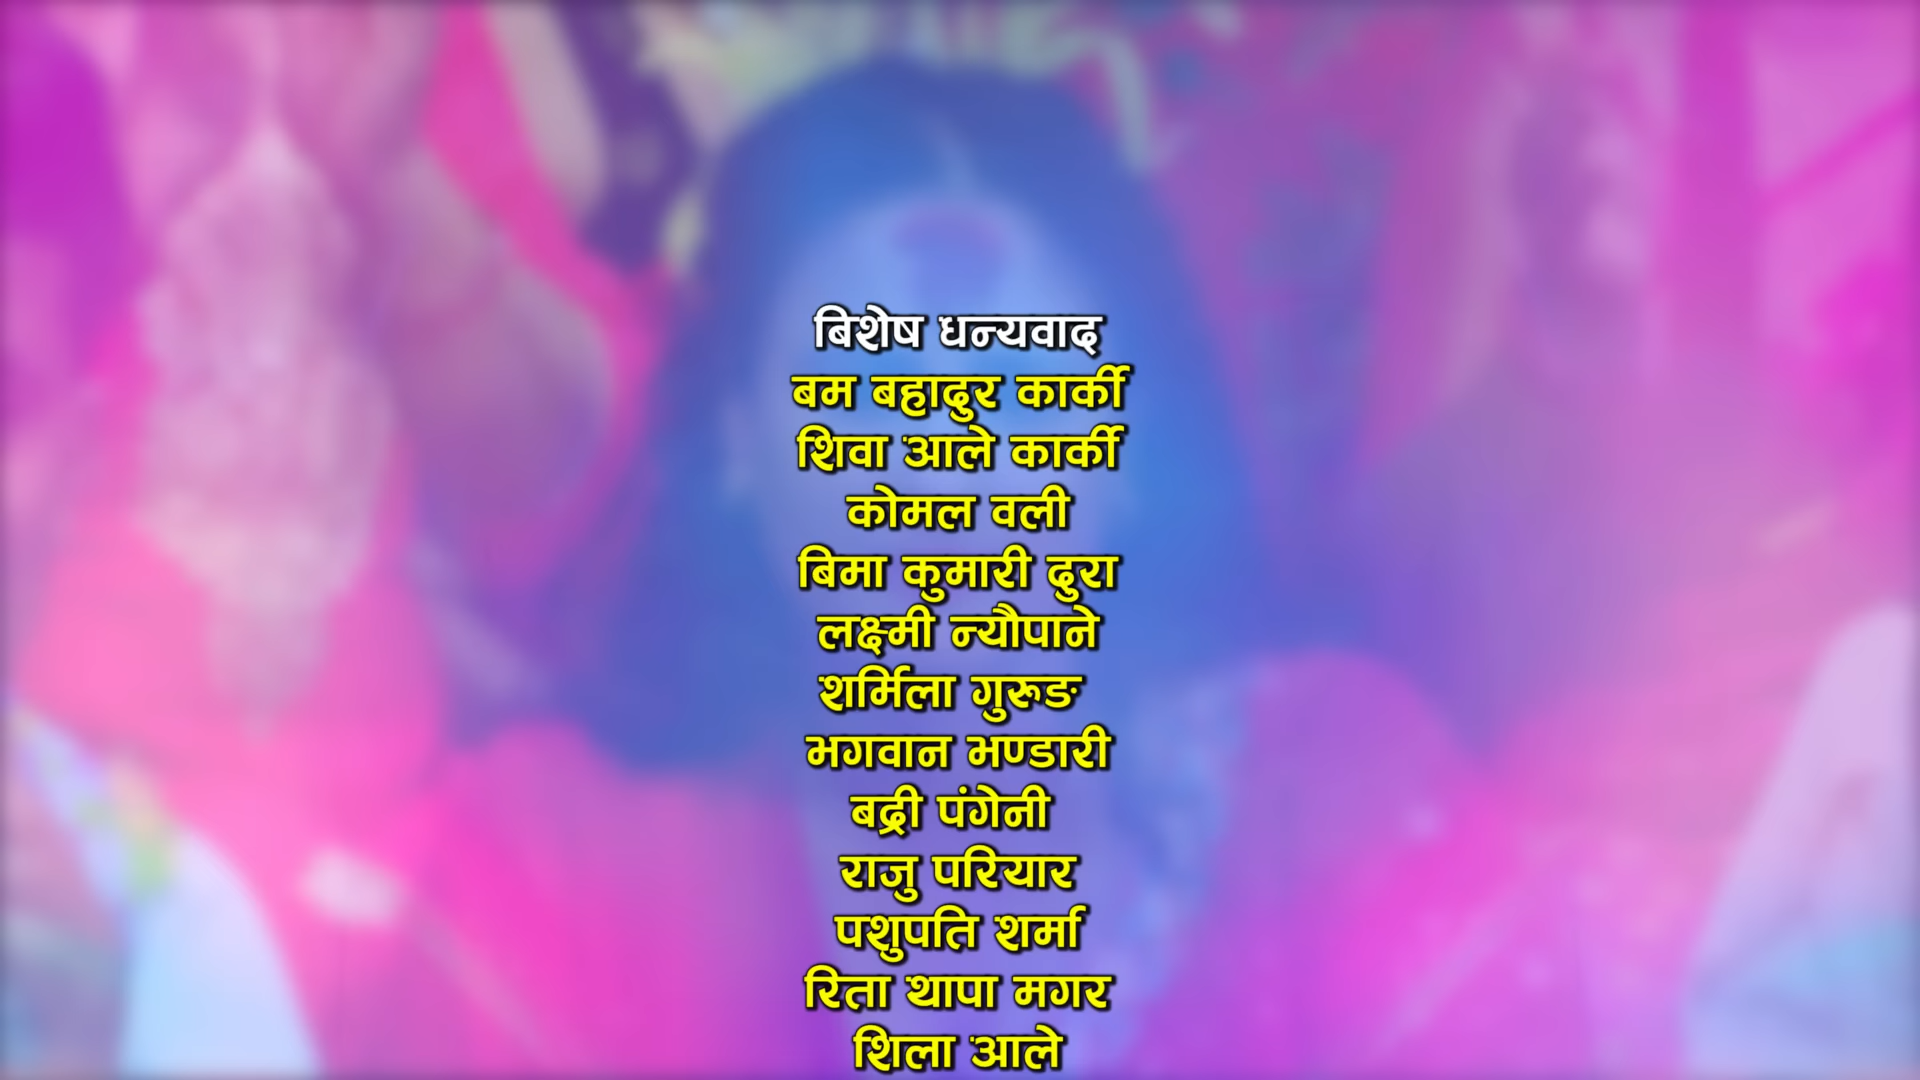 बिशेष धन्यवाद
बम बहादुर कार्की
शिवा आले कार्की
कोमल वली
बिमा कुमारी दुरा
लक्ष्मी न्यौपाने
शर्मिला गुरूङ
भगवान भण्डारी
बद्री पंगेनी
राजु परियार
पशुपति शर्मा
रिता थापा मगर
शिला आले